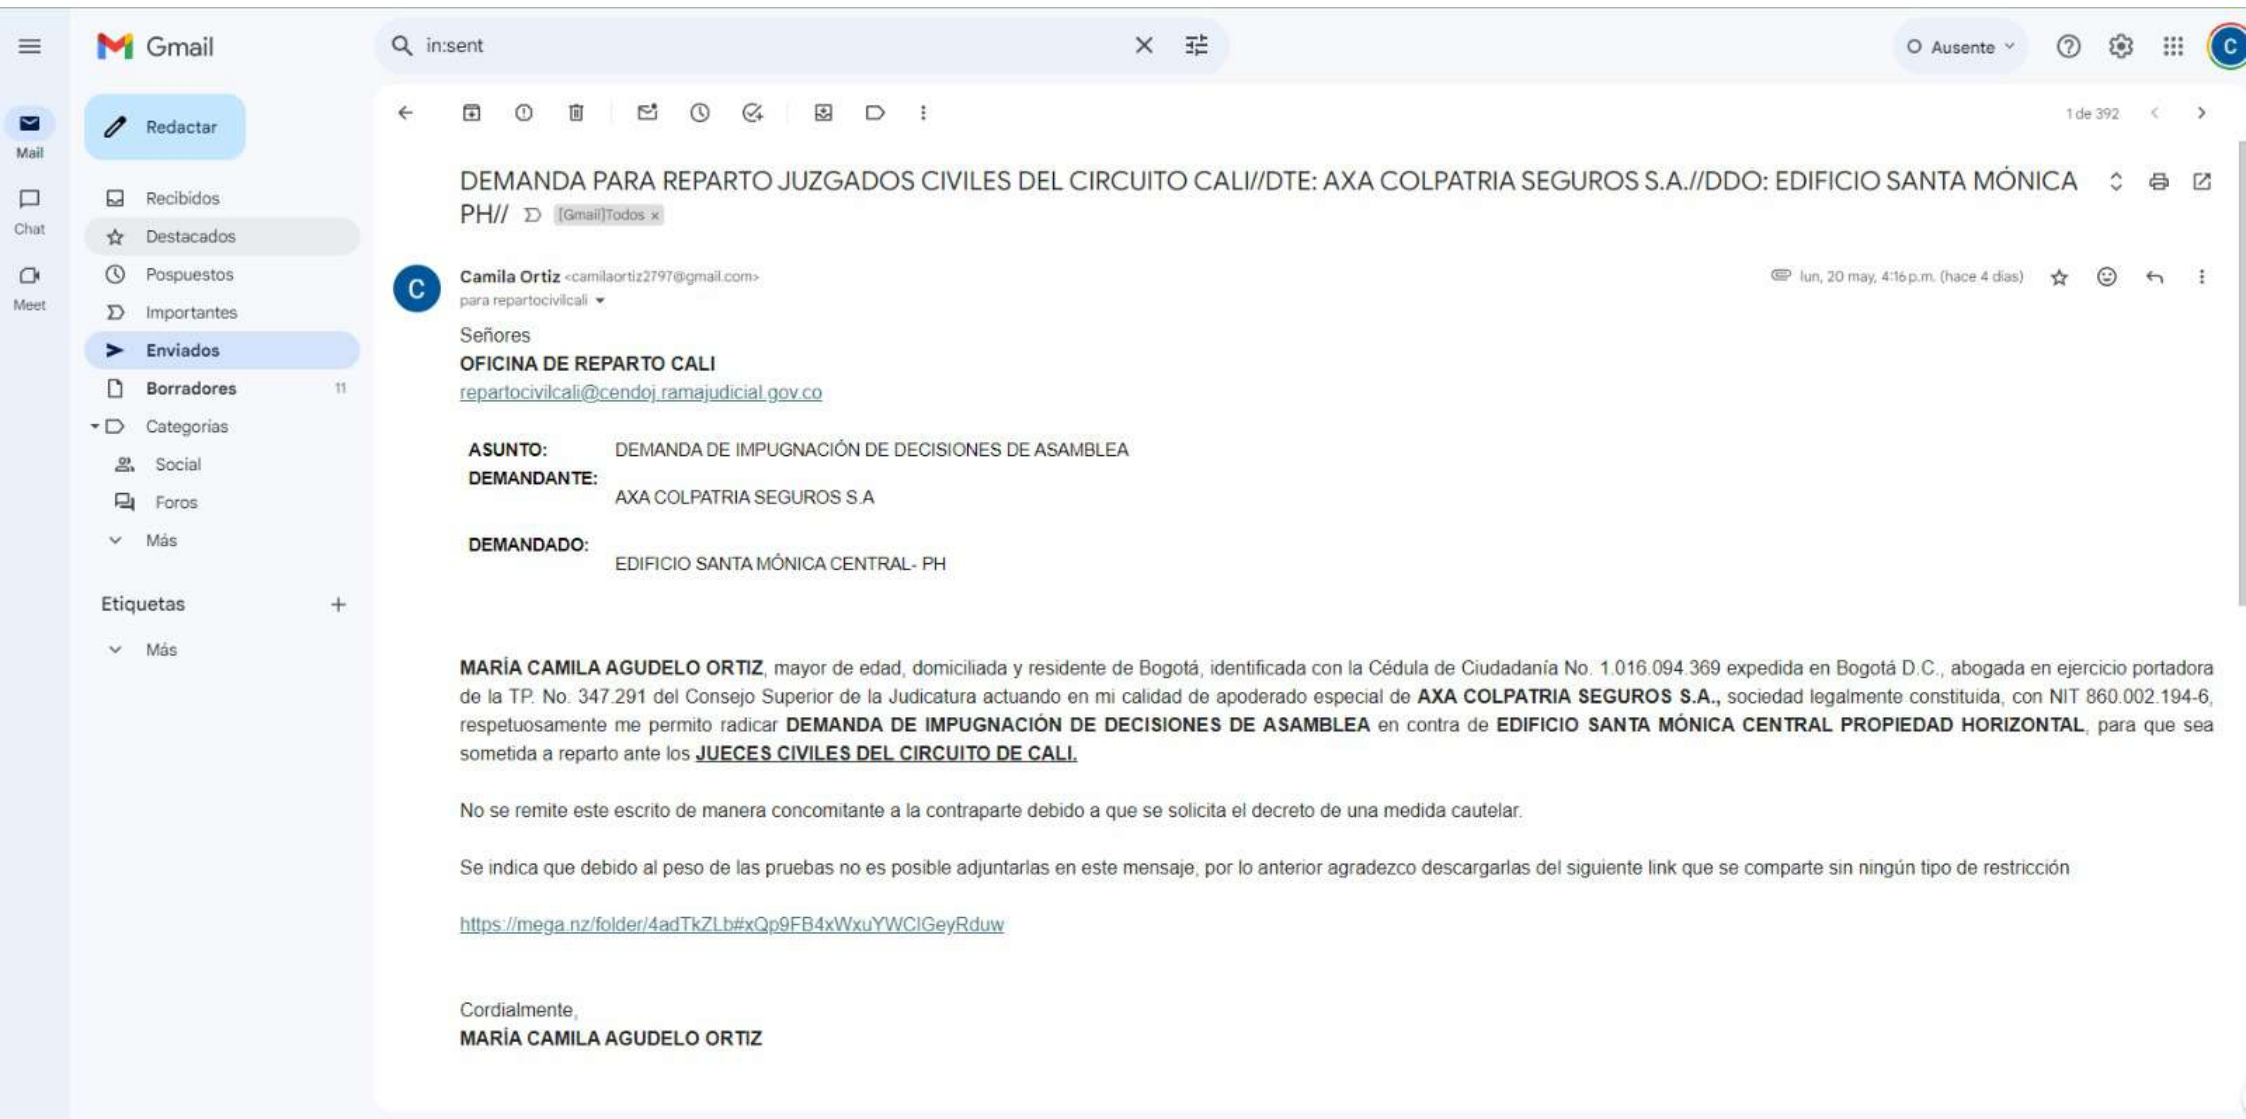 Gmail
in:sent
Ausente
C
Mail
Chat
Meet
Redactar
Recibidos
Destacados
Pospuestos
Importantes
Enviados
Borradores 11
Categorías
Social
Foros
Más
Etiquetas
Más
1 de 392
DEMANDA PARA REPARTO JUZGADOS CIVILES DEL CIRCUITO CALI//DTE: AXA COLPATRIA SEGUROS S.A.//DDO: EDIFICIO SANTA MÓNICA
PH// [Gmail]Todos x
C
Camila Ortiz <camilaortiz2797@gmail.com> lun, 20 may, 4:16 p.m. (hace 4 días)
para repartocivilcali
Señores
OFICINA DE REPARTO CALI
repartocivilcali@cendoj.ramajudicial.gov.co
ASUNTO: DEMANDA DE IMPUGNACIÓN DE DECISIONES DE ASAMBLEA
DEMANDANTE:
AXA COLPATRIA SEGUROS S.A
DEMANDADO:
EDIFICIO SANTA MÓNICA CENTRAL- PH
MARÍA CAMILA AGUDELO ORTIZ, mayor de edad, domiciliada y residente de Bogotá, identificada con la Cédula de Ciudadanía No. 1.016.094.369 expedida en Bogotá D.C., abogada en ejercicio portadora
de la TP. No. 347.291 del Consejo Superior de la Judicatura actuando en mi calidad de apoderado especial de AXA COLPATRIA SEGUROS S.A., sociedad legalmente constituida, con NIT 860.002.194-6,
respetuosamente me permito radicar DEMANDA DE IMPUGNACIÓN DE DECISIONES DE ASAMBLEA en contra de EDIFICIO SANTA MÓNICA CENTRAL PROPIEDAD HORIZONTAL, para que sea
sometida a reparto ante los JUECES CIVILES DEL CIRCUITO DE CALI.
No se remite este escrito de manera concomitante a la contraparte debido a que se solicita el decreto de una medida cautelar.
Se indica que debido al peso de las pruebas no es posible adjuntarlas en este mensaje, por lo anterior agradezco descargarlas del siguiente link que se comparte sin ningún tipo de restricción
https://mega.nz/folder/4adTkZLb#xQp9FB4xWxuYWClGeyRduw
Cordialmente,
MARÍA CAMILA AGUDELO ORTIZ